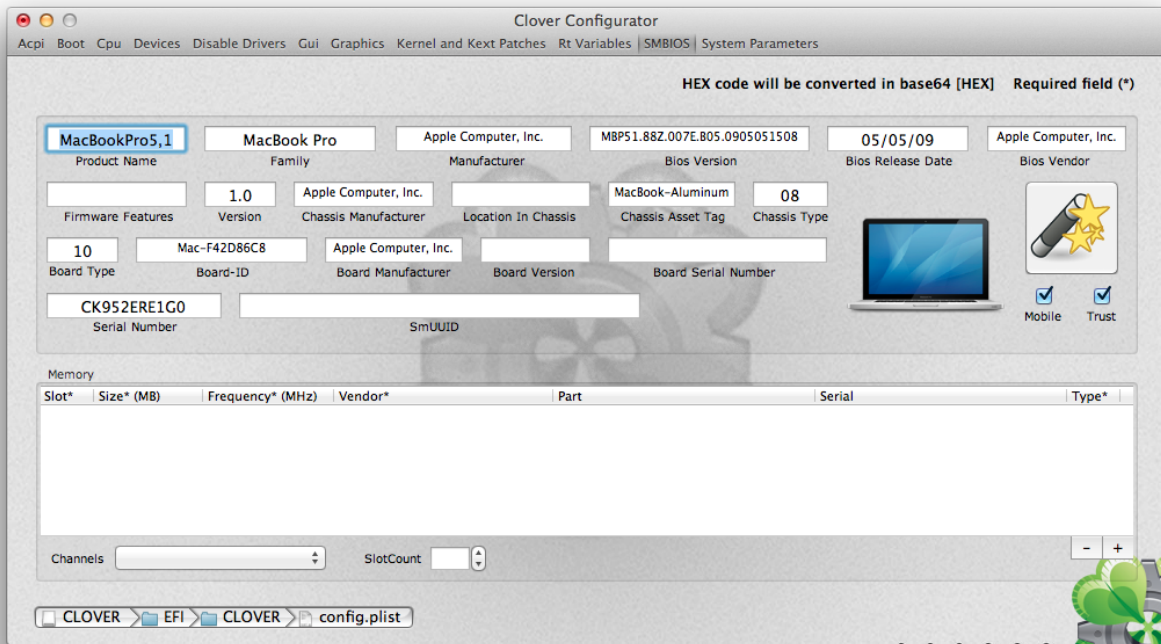 Clover Configurator
Acpi Boot Cpu Devices Disable Drivers Gui Graphics Kernel and Kext Patches Rt Variables SMBIOS System Parameters
HEX code will be converted in base64 [HEX] Required field (*)
MacBookPro5,1 MacBook Pro Apple Computer, Inc. MBP51.88Z.007E.B05.0905051508 05/05/09 Apple Computer, Inc.
Product Name Family Manufacturer Bios Version Bios Release Date Bios Vendor
1.0 Apple Computer, Inc. MacBook-Aluminum 08
Firmware Features Version Chassis Manufacturer Location In Chassis Chassis Asset Tag Chassis Type
10 Mac-F42D86C8 Apple Computer, Inc.
Board Type Board-ID Board Manufacturer Board Version Board Serial Number
CK952ERE1G0
Serial Number SmUUID
Mobile Trust
Memory
Slot* Size* (MB) Frequency* (MHz) Vendor* Part Serial Type*
Channels SlotCount - +
CLOVER EFI CLOVER config.plist